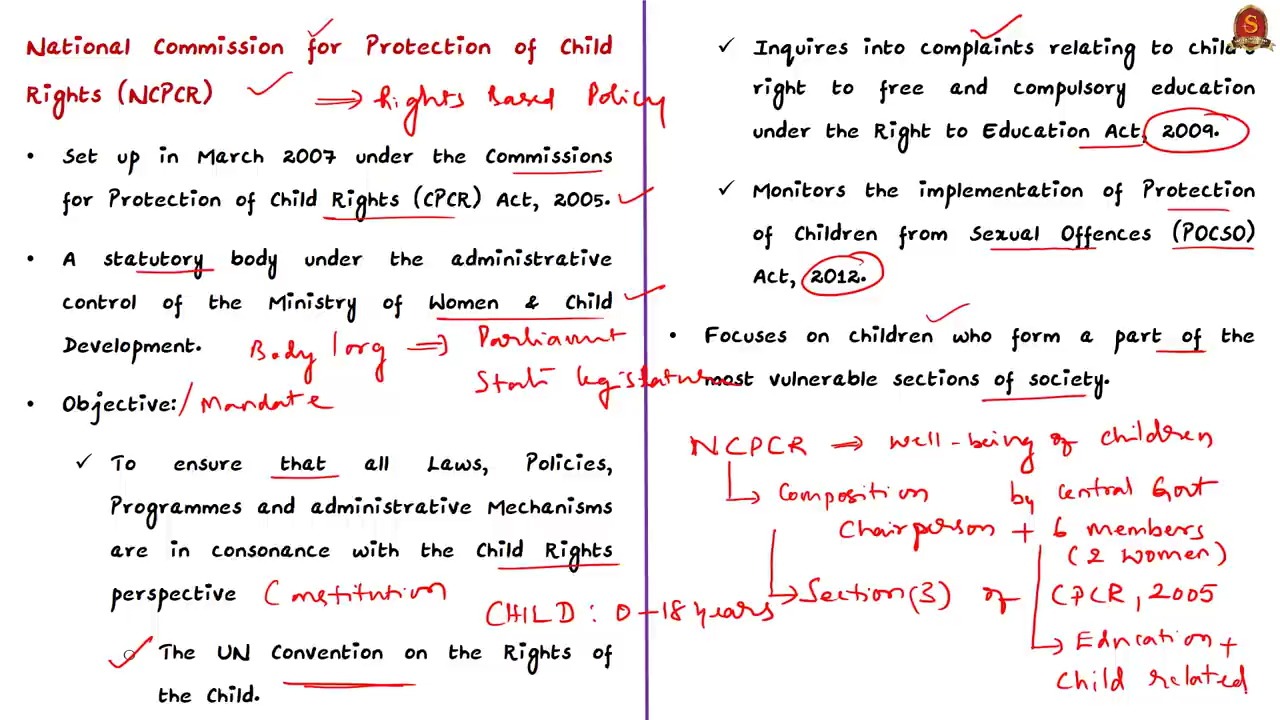 National Commission for Protection of Child
Rights (NCPCR)
⇒ Rights Based Policy
• Set up in March 2007 under the Commissions
for Protection of Child Rights (CPCR) Act, 2005.
• A statutory body under the administrative
control of the Ministry of Women & Child
Development.
Body / org ⇒ Parliament
State legislature
• Objective:/ Mandate
✓ To ensure that all Laws, Policies,
Programmes and administrative Mechanisms
are in consonance with the Child Rights
perspective Constitution
CHILD : 0-18 years
The UN Convention on the Rights of
the Child.
S
✓ Inquires into complaints relating to child's
right to free and compulsory education
under the Right to Education Act, 2009.
✓ Monitors the implementation of Protection
of Children from Sexual Offences (POCSO)
Act, 2012.
• Focuses on children who form a part of the
most vulnerable sections of society.
NCPCR ⇒ well-being of children
Composition by Central Govt
Chairperson + 6 members
(2 women)
Section (3) of CPCR, 2005
Education +
Child related